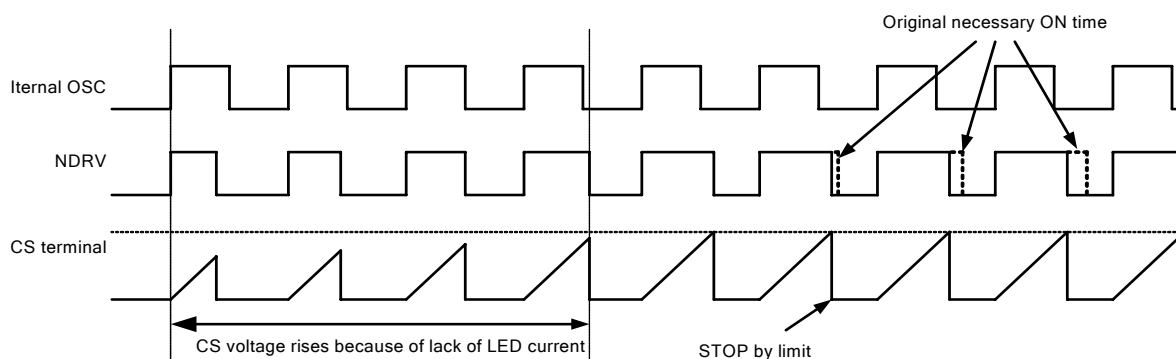 Original necessary ON time
Iternal OSC
NDRV
CS terminal
CS voltage rises because of lack of LED current
STOP by limit